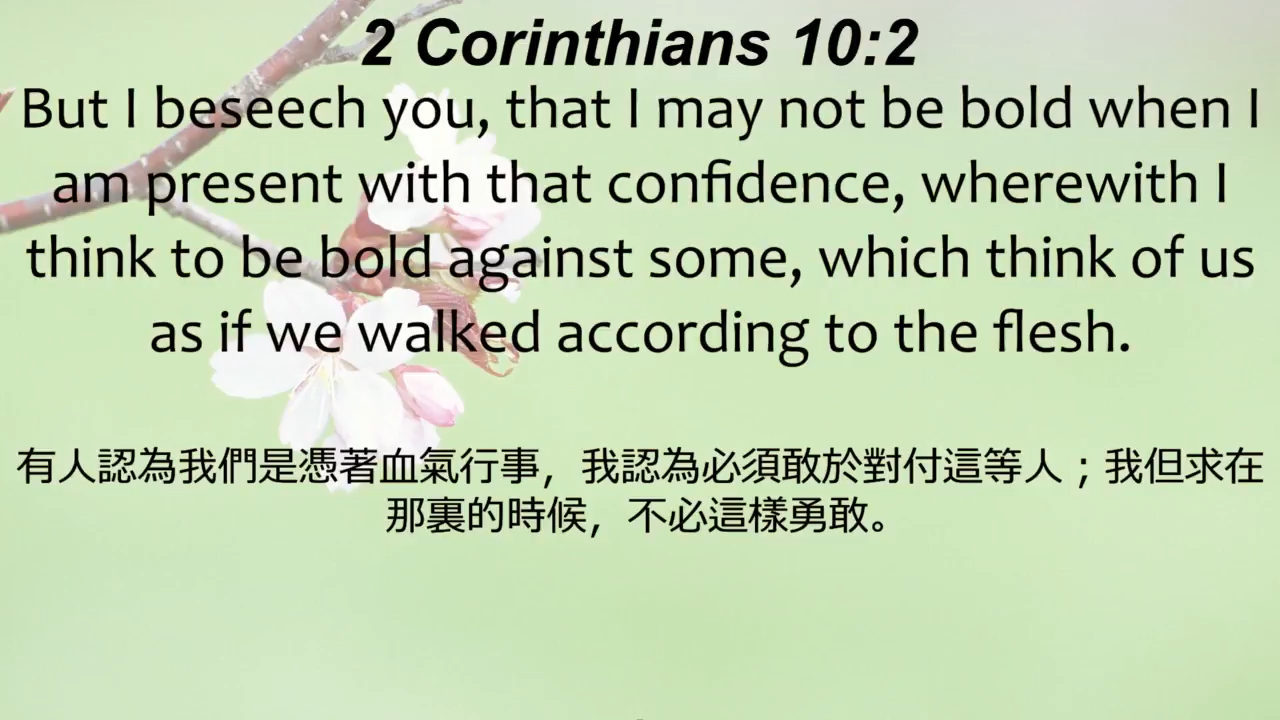 2 Corinthians 10:2
But I beseech you, that I may not be bold when I
am present with that confidence, wherewith I
think to be bold against some, which think of us
as if we walked according to the flesh.
有人認為我們是憑著血氣行事，我認為必須敢於對付這等人；我但求在
那裏的時候，不必這樣勇敢。